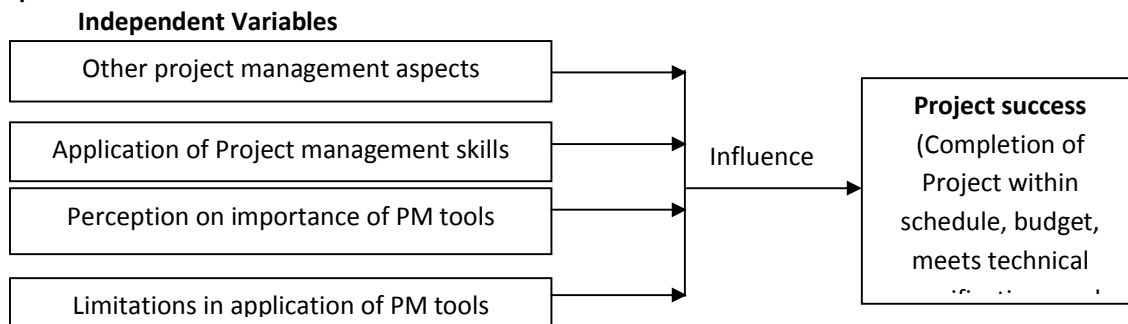 Independent Variables
Other project management aspects
Application of Project management skills
Perception on importance of PM tools
Limitations in application of PM tools
Influence
Project success
(Completion of
Project within
schedule, budget,
meets technical